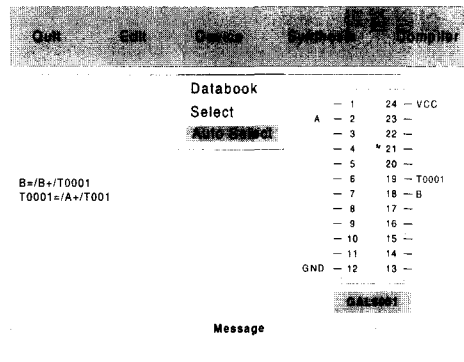 Quit Edit Device Synthesis Compiler
Databook
Select
Auto Select
1 24 VCC
A 2 23
3 22
4 21
5 20
6 19 T0001
7 18 B
8 17
9 16
10 15
11 14
GND 12 13
B=/B+/T0001
T0001=/A+/T001
GAL6001
Message